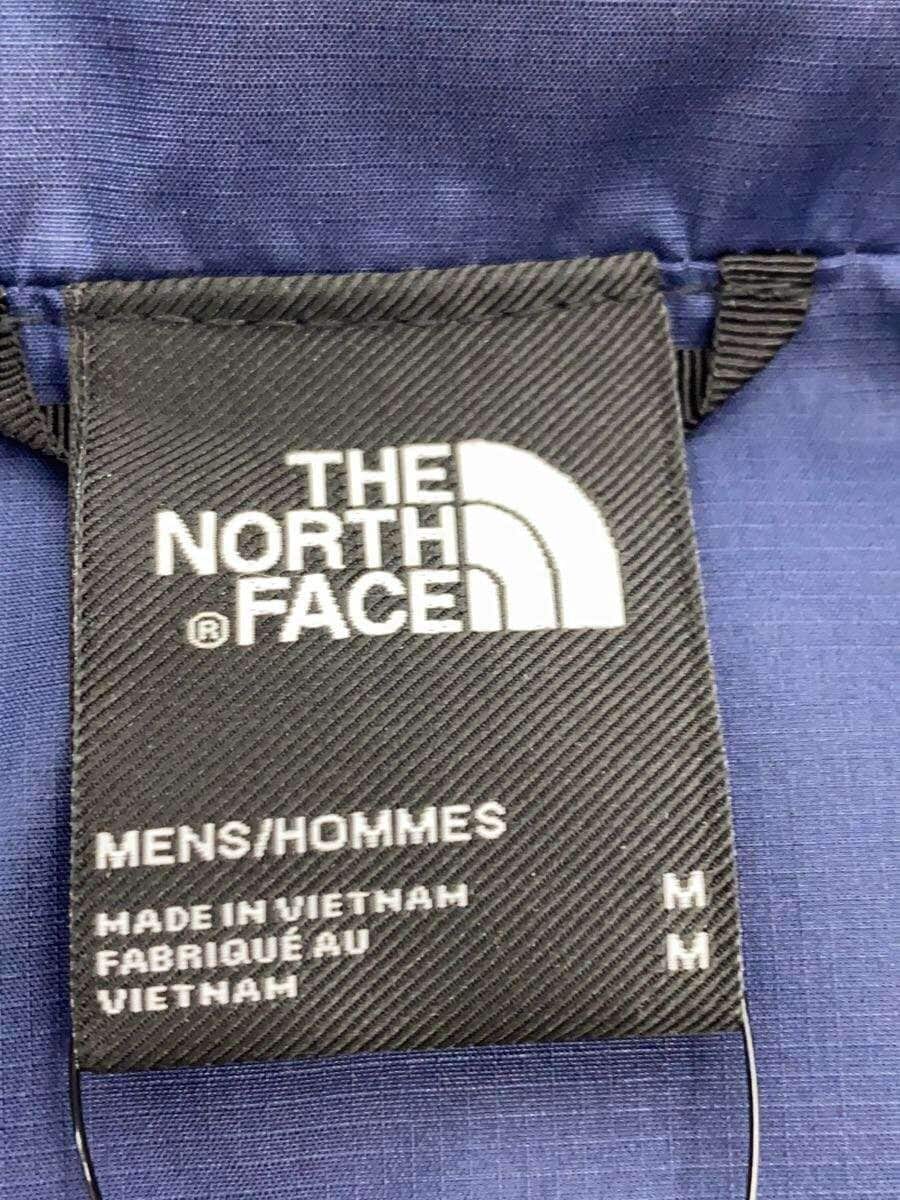 THE
NORTH
® FACE
MENS/HOMMES
MADE IN VIETNAM M
FABRIQUÉ AU M
VIETNAM